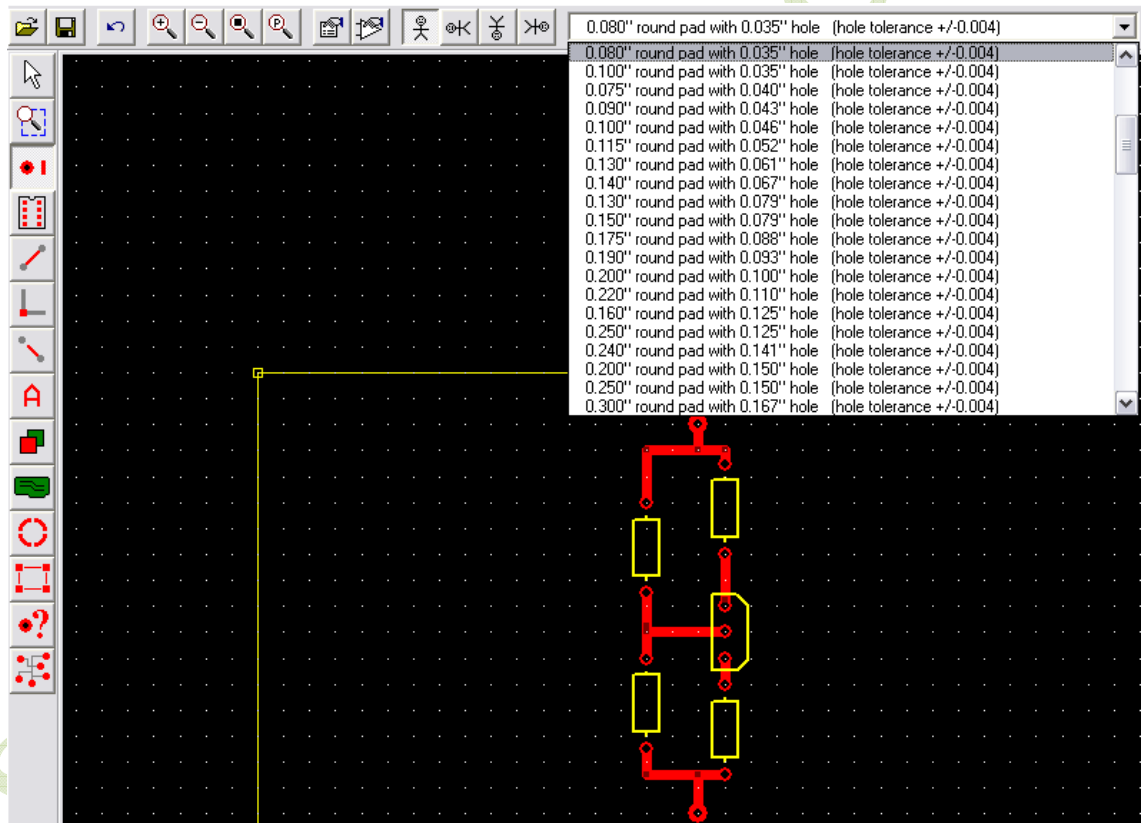 0.080" round pad with 0.035" hole (hole tolerance +/-0.004)
0.080" round pad with 0.035" hole (hole tolerance +/-0.004)
0.100" round pad with 0.035" hole (hole tolerance +/-0.004)
0.075" round pad with 0.040" hole (hole tolerance +/-0.004)
0.090" round pad with 0.043" hole (hole tolerance +/-0.004)
0.100" round pad with 0.046" hole (hole tolerance +/-0.004)
0.115" round pad with 0.052" hole (hole tolerance +/-0.004)
0.130" round pad with 0.061" hole (hole tolerance +/-0.004)
0.140" round pad with 0.067" hole (hole tolerance +/-0.004)
0.130" round pad with 0.079" hole (hole tolerance +/-0.004)
0.150" round pad with 0.079" hole (hole tolerance +/-0.004)
0.175" round pad with 0.088" hole (hole tolerance +/-0.004)
0.190" round pad with 0.093" hole (hole tolerance +/-0.004)
0.200" round pad with 0.100" hole (hole tolerance +/-0.004)
0.220" round pad with 0.110" hole (hole tolerance +/-0.004)
0.160" round pad with 0.125" hole (hole tolerance +/-0.004)
0.250" round pad with 0.125" hole (hole tolerance +/-0.004)
0.240" round pad with 0.141" hole (hole tolerance +/-0.004)
0.200" round pad with 0.150" hole (hole tolerance +/-0.004)
0.250" round pad with 0.150" hole (hole tolerance +/-0.004)
0.300" round pad with 0.167" hole (hole tolerance +/-0.004)
P
A
?